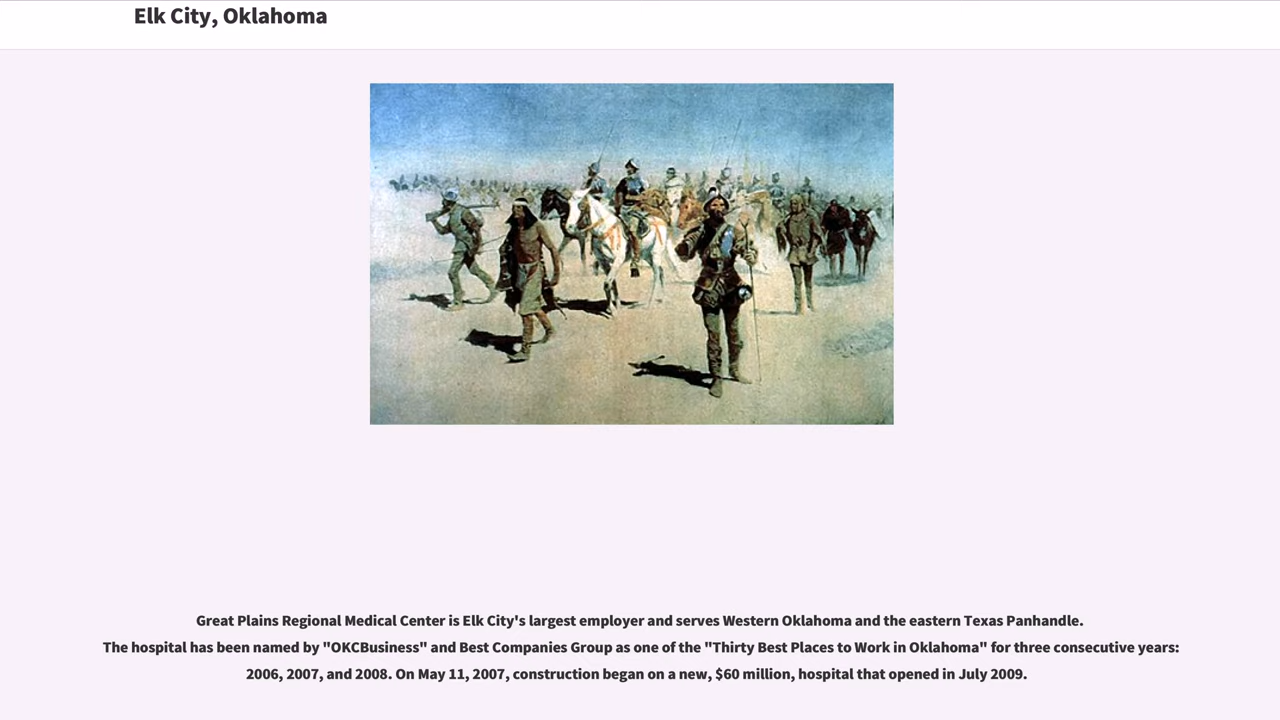 Elk City, Oklahoma
Great Plains Regional Medical Center is Elk City's largest employer and serves Western Oklahoma and the eastern Texas Panhandle.
The hospital has been named by "OKCBusiness" and Best Companies Group as one of the "Thirty Best Places to Work in Oklahoma" for three consecutive years:
2006, 2007, and 2008. On May 11, 2007, construction began on a new, $60 million, hospital that opened in July 2009.